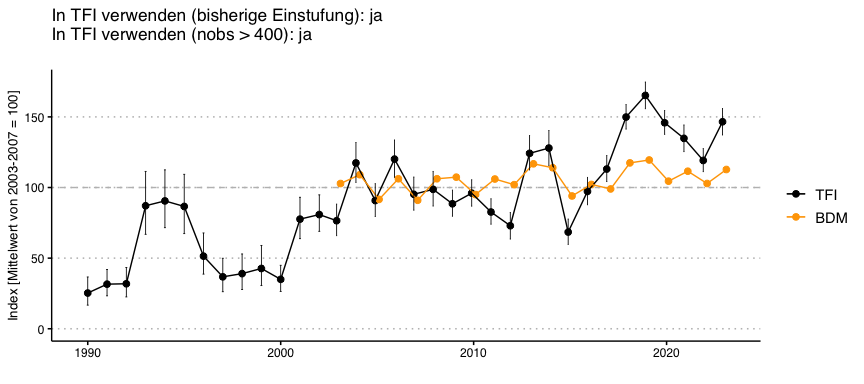 In TFI verwenden (bisherige Einstufung): ja
In TFI verwenden (nobs > 400): ja
Index [Mittelwert von 2003-2007 = 100]
150
100
50
0
1990
2000
2010
2020
TFI
BDM